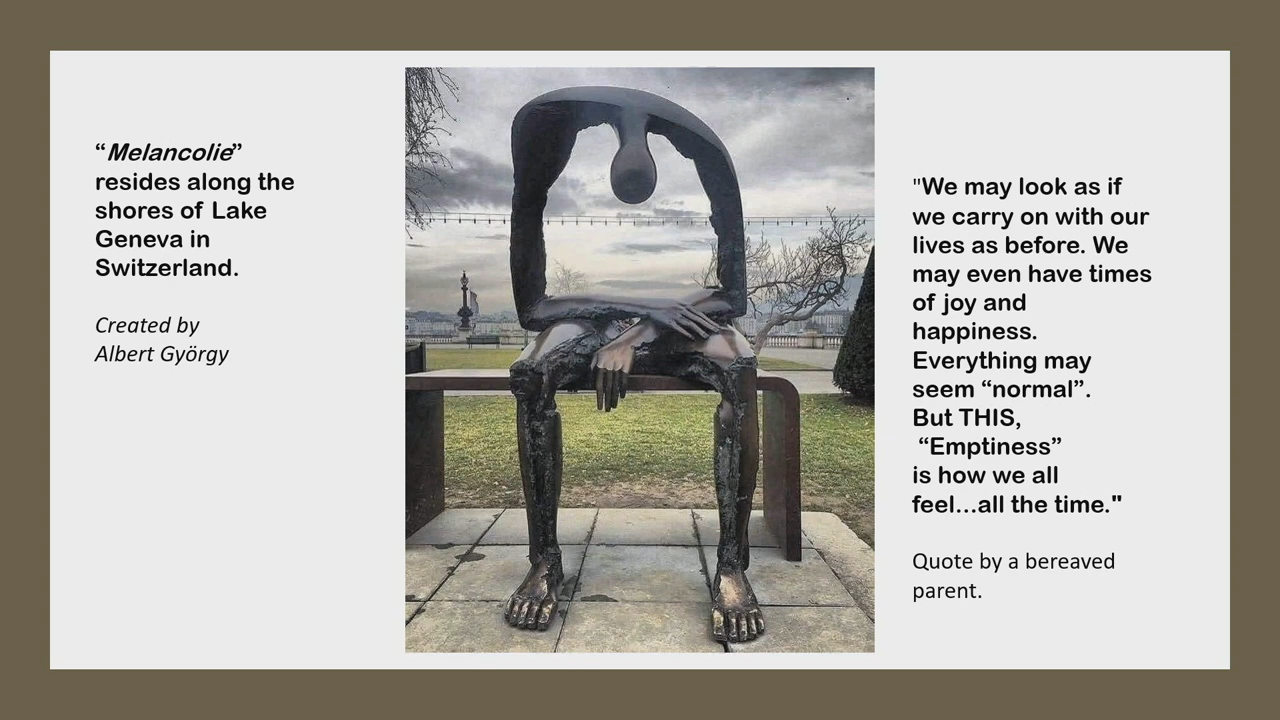 “Melancolie”
resides along the
shores of Lake
Geneva in
Switzerland.
Created by
Albert György
"We may look as if
we carry on with our
lives as before. We
may even have times
of joy and
happiness.
Everything may
seem “normal”.
But THIS,
“Emptiness”
is how we all
feel...all the time."
Quote by a bereaved
parent.